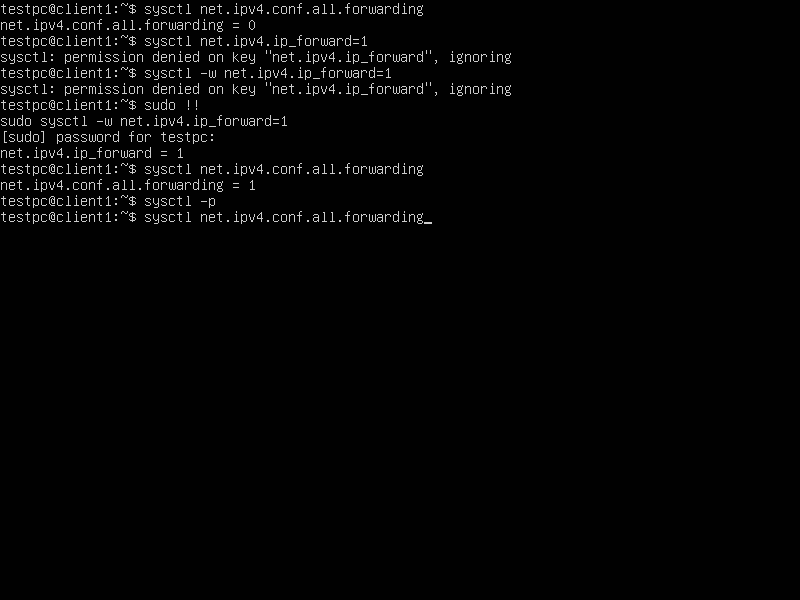 testpc@client1:~$ sysctl net.ipv4.conf.all.forwarding
net.ipv4.conf.all.forwarding = 0
testpc@client1:~$ sysctl net.ipv4.ip_forward=1
sysctl: permission denied on key "net.ipv4.ip_forward", ignoring
testpc@client1:~$ sysctl -w net.ipv4.ip_forward=1
sysctl: permission denied on key "net.ipv4.ip_forward", ignoring
testpc@client1:~$ sudo !!
sudo sysctl -w net.ipv4.ip_forward=1
[sudo] password for testpc:
net.ipv4.ip_forward = 1
testpc@client1:~$ sysctl net.ipv4.conf.all.forwarding
net.ipv4.conf.all.forwarding = 1
testpc@client1:~$ sysctl -p
testpc@client1:~$ sysctl net.ipv4.conf.all.forwarding_